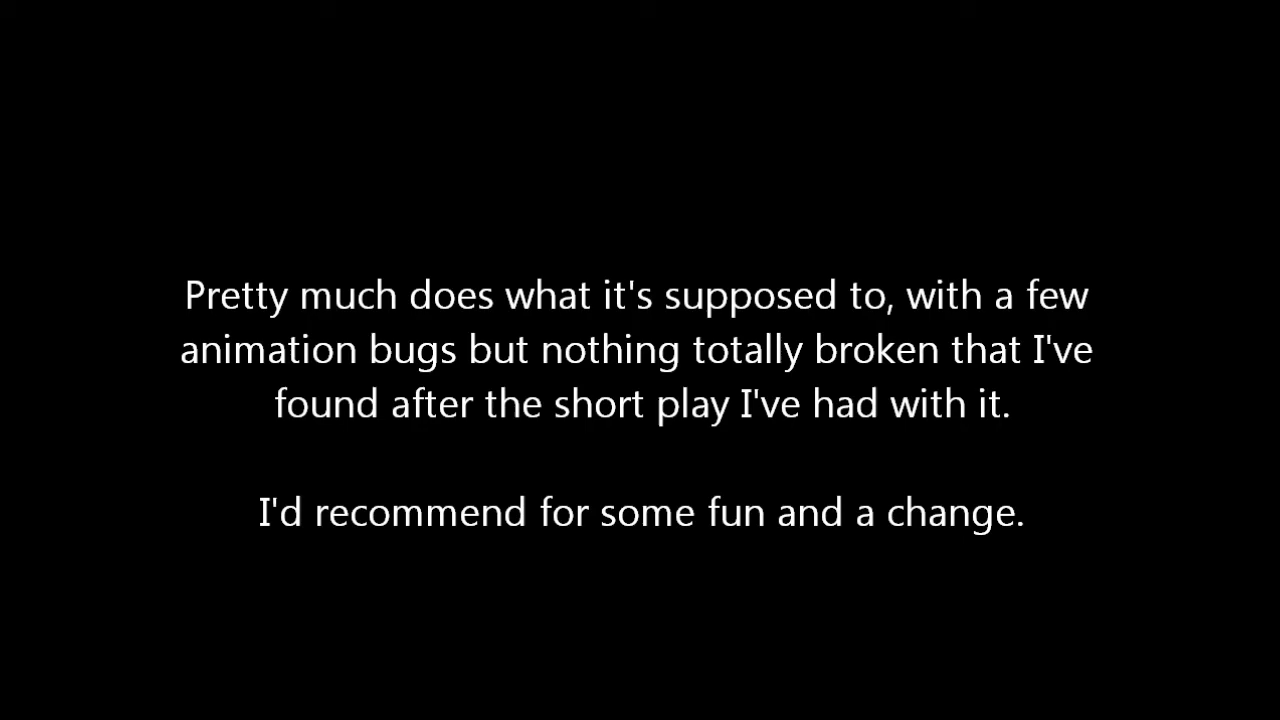 Pretty much does what it's supposed to, with a few
animation bugs but nothing totally broken that I've
found after the short play I've had with it.
I'd recommend for some fun and a change.